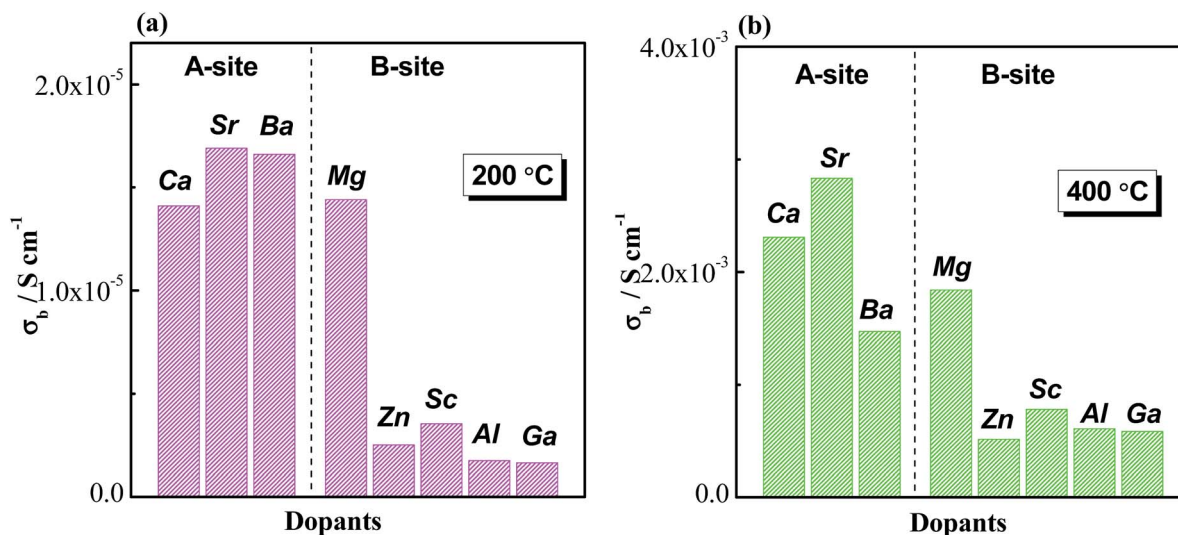 (a)
A-site B-site
2.0x10⁻⁵
Sr Ba
Ca Mg
200 °C
1.0x10⁻⁵
σb / S cm⁻¹
Zn Sc Al Ga
0.0
Dopants
(b)
4.0x10⁻³
A-site B-site
Sr
400 °C
Ca
Mg
2.0x10⁻³
Ba
σb / S cm⁻¹
Zn Sc Al Ga
0.0
Dopants